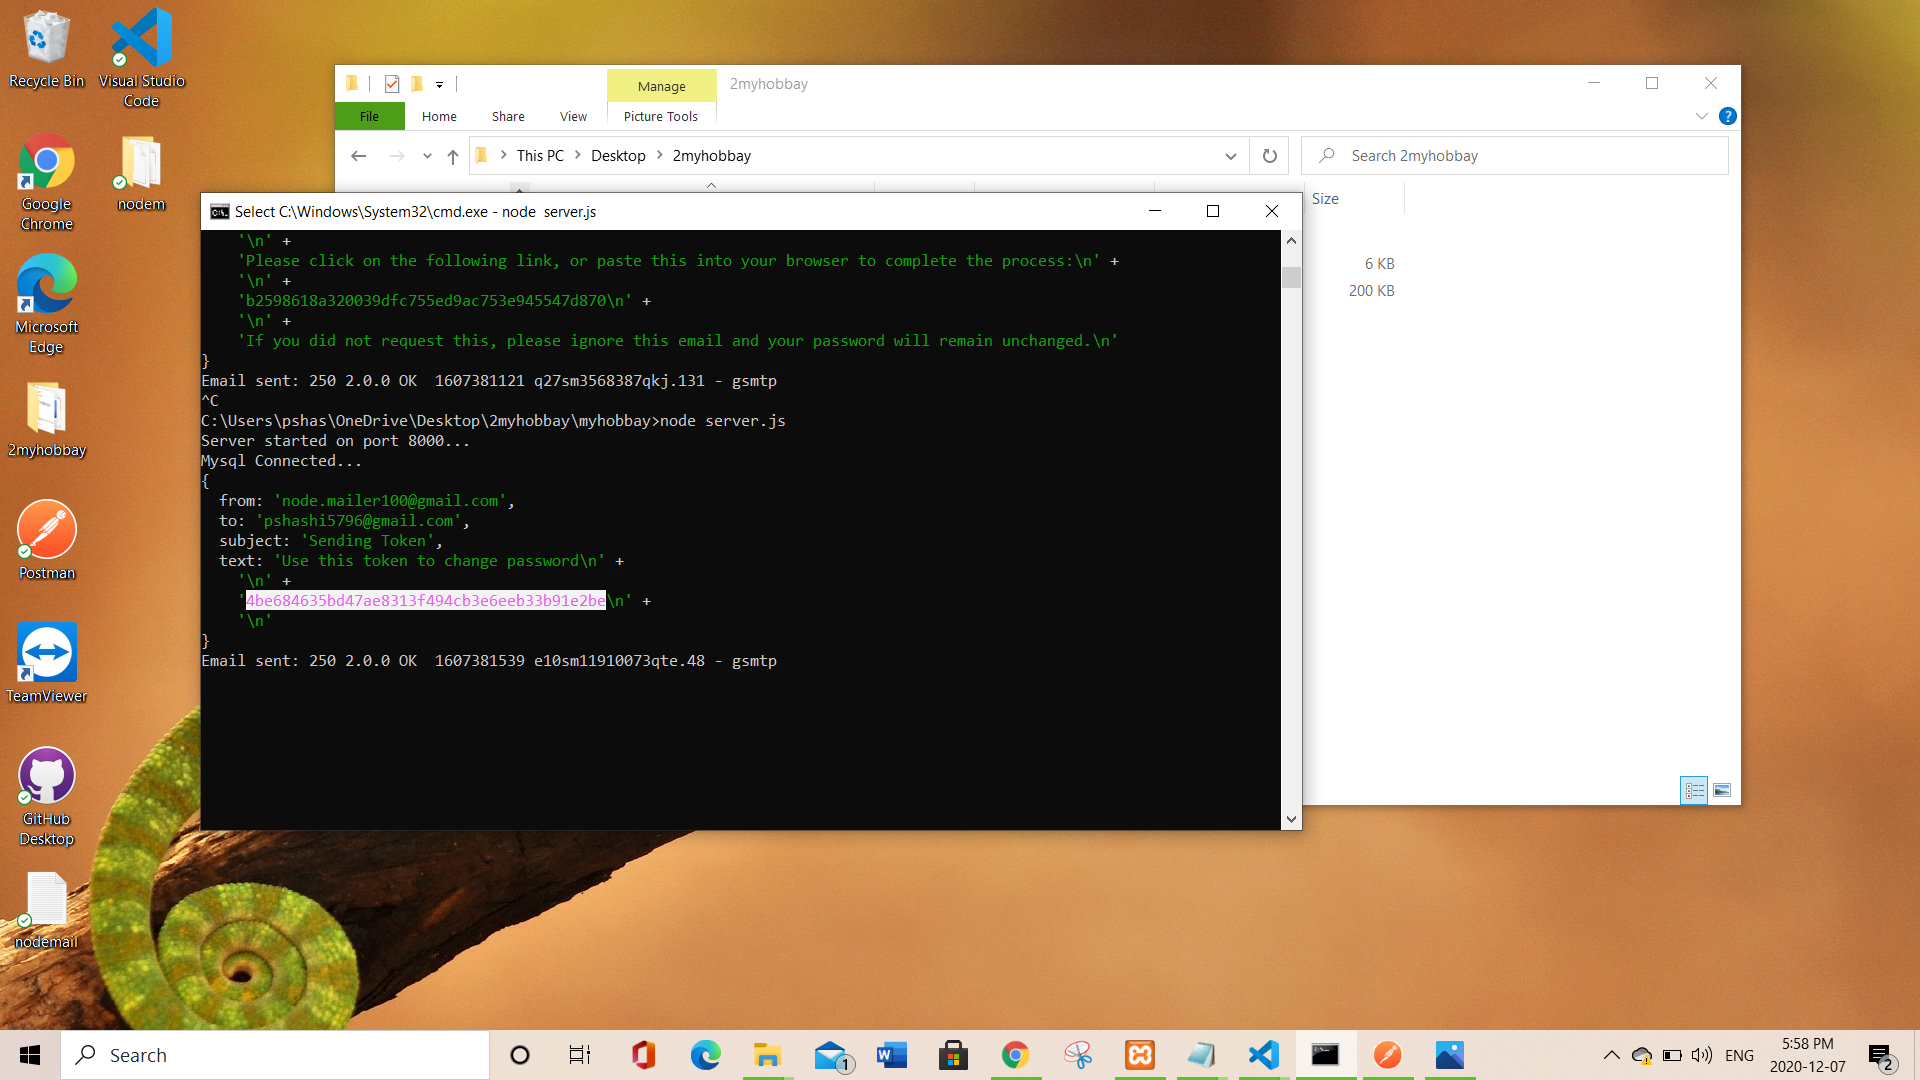 Recycle Bin
Visual Studio
Code
Google
Chrome
nodem
Microsoft
Edge
2myhobbay
Postman
TeamViewer
GitHub
Desktop
nodemail
Manage
2myhobbay
File
Home
Share
View
Picture Tools
This PC
Desktop
2myhobbay
Search 2myhobbay
Size
6 KB
200 KB
Select C:\Windows\System32\cmd.exe - node  server.js
'\n' +
'Please click on the following link, or paste this into your browser to complete the process:\n' +
'\n' +
'b2598618a320039dfc755ed9ac753e945547d870\n' +
'\n' +
'If you did not request this, please ignore this email and your password will remain unchanged.\n'
}
Email sent: 250 2.0.0 OK  1607381121 q27sm3568387qkj.131 - gsmtp
^C
C:\Users\pshas\OneDrive\Desktop\2myhobbay\myhobbay>node server.js
Server started on port 8000...
Mysql Connected...
{
from: 'node.mailer100@gmail.com',
to: 'pshashi5796@gmail.com',
subject: 'Sending Token',
text: 'Use this token to change password\n' +
'\n' +
'4be684635bd47ae8313f494cb3e6eeb33b91e2be\n' +
'\n'
}
Email sent: 250 2.0.0 OK  1607381539 e10sm11910073qte.48 - gsmtp
Search
1
ENG
5:58 PM
2020-12-07
2